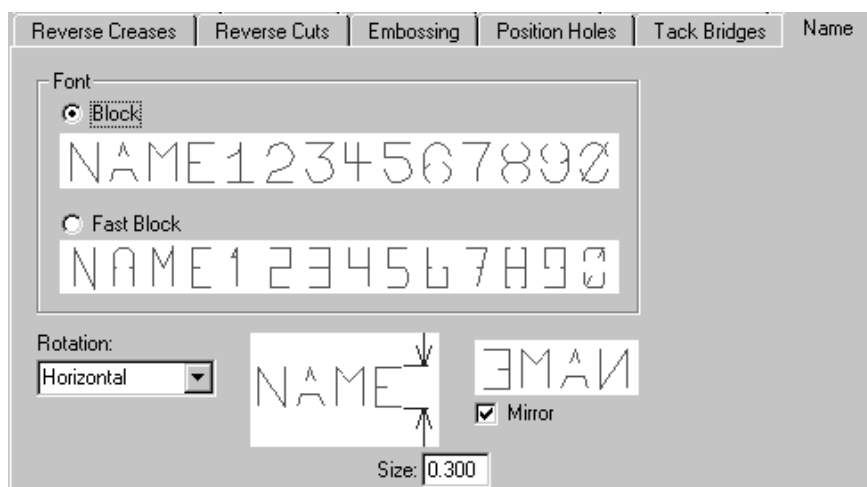 Reverse Creases Reverse Cuts Embossing Position Holes Tack Bridges Name
Font
Block
NAME1234567890
Fast Block
NAME1234567890
Rotation:
Horizontal
NAME
NAME
Mirror
Size: 0.300